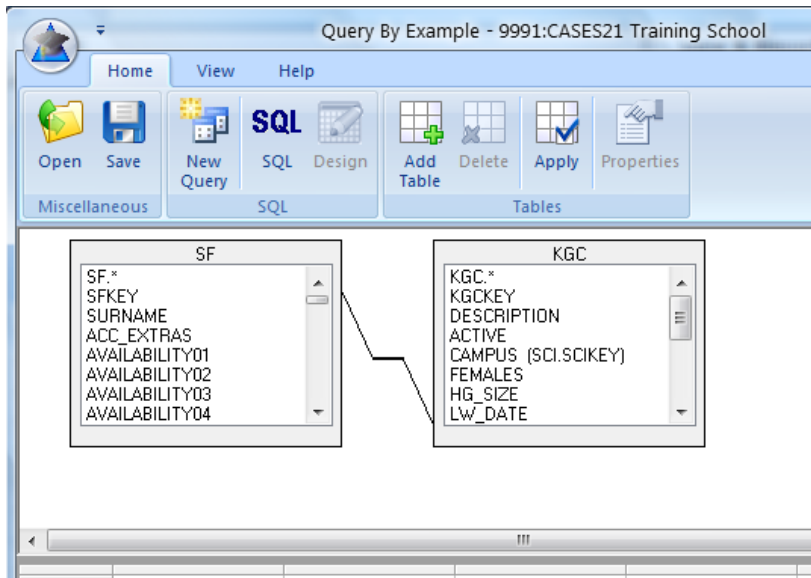 Query By Example - 9991:CASES21 Training School
Home View Help
Open Save New Query SQL Design Add Table Delete Apply Properties
Miscellaneous SQL Tables
SF
SF.*
SFKEY
SURNAME
ACC_EXTRAS
AVAILABILITY01
AVAILABILITY02
AVAILABILITY03
AVAILABILITY04
KGC
KGC.*
KGCKEY
DESCRIPTION
ACTIVE
CAMPUS (SCI.SCIKEY)
FEMALES
HG_SIZE
LW_DATE